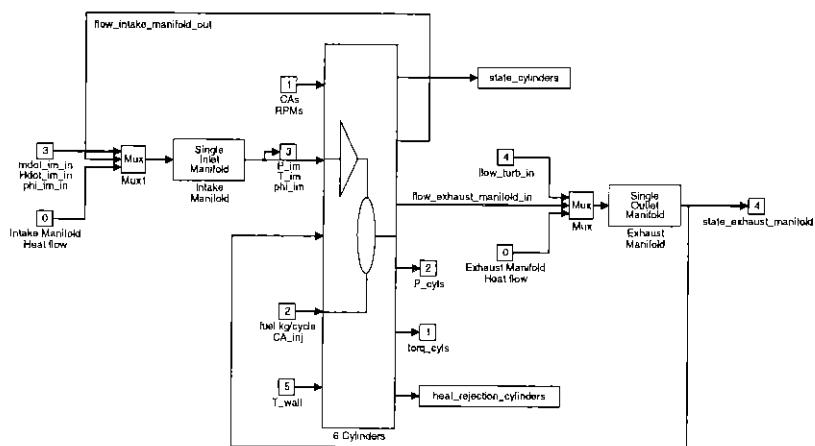 flow_intake_manifold_out
1
CAs
RPMs
state_cylinders
3
mdot_im_in
Hdot_im_in
phi_im_in
Mux
Mux1
Single
Inlet
Manifold
Intake
Manifold
3
P_im
T_im
phi_im
0
Intake Manifold
Heat flow
4
flow_turb_in
flow_exhaust_manifold_in
Mux
Mux
Single
Outlet
Manifold
Exhaust
Manifold
4
state_exhaust_manifold
0
Exhaust Manifold
Heat flow
2
P_cyls
2
fuel kg/cycle
CA_inj
1
torq_cyls
5
T_wall
heat_rejection_cylinders
6 Cylinders